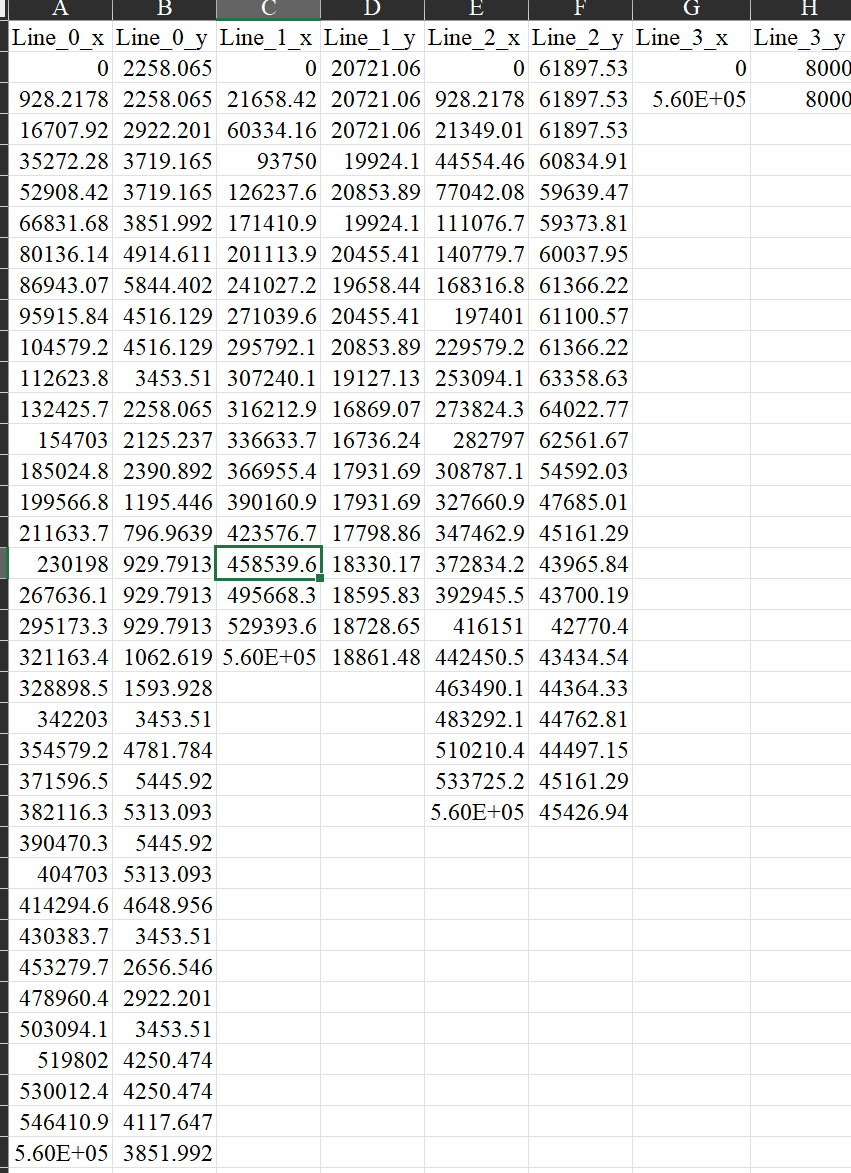 A B C D E F G H
Line_0_x Line_0_y Line_1_x Line_1_y Line_2_x Line_2_y Line_3_x Line_3_y
0 2258.065 0 20721.06 0 61897.53 0 8000
928.2178 2258.065 21658.42 20721.06 928.2178 61897.53 5.60E+05 8000
16707.92 2922.201 60334.16 20721.06 21349.01 61897.53
35272.28 3719.165 93750 19924.1 44554.46 60834.91
52908.42 3719.165 126237.6 20853.89 77042.08 59639.47
66831.68 3851.992 171410.9 19924.1 111076.7 59373.81
80136.14 4914.611 201113.9 20455.41 140779.7 60037.95
86943.07 5844.402 241027.2 19658.44 168316.8 61366.22
95915.84 4516.129 271039.6 20455.41 197401 61100.57
104579.2 4516.129 295792.1 20853.89 229579.2 61366.22
112623.8 3453.51 307240.1 19127.13 253094.1 63358.63
132425.7 2258.065 316212.9 16869.07 273824.3 64022.77
154703 2125.237 336633.7 16736.24 282797 62561.67
185024.8 2390.892 366955.4 17931.69 308787.1 54592.03
199566.8 1195.446 390160.9 17931.69 327660.9 47685.01
211633.7 796.9639 423576.7 17798.86 347462.9 45161.29
230198 929.7913 458539.6 18330.17 372834.2 43965.84
267636.1 929.7913 495668.3 18595.83 392945.5 43700.19
295173.3 929.7913 529393.6 18728.65 416151 42770.4
321163.4 1062.619 5.60E+05 18861.48 442450.5 43434.54
328898.5 1593.928 463490.1 44364.33
342203 3453.51 483292.1 44762.81
354579.2 4781.784 510210.4 44497.15
371596.5 5445.92 533725.2 45161.29
382116.3 5313.093 5.60E+05 45426.94
390470.3 5445.92
404703 5313.093
414294.6 4648.956
430383.7 3453.51
453279.7 2656.546
478960.4 2922.201
503094.1 3453.51
519802 4250.474
530012.4 4250.474
546410.9 4117.647
5.60E+05 3851.992